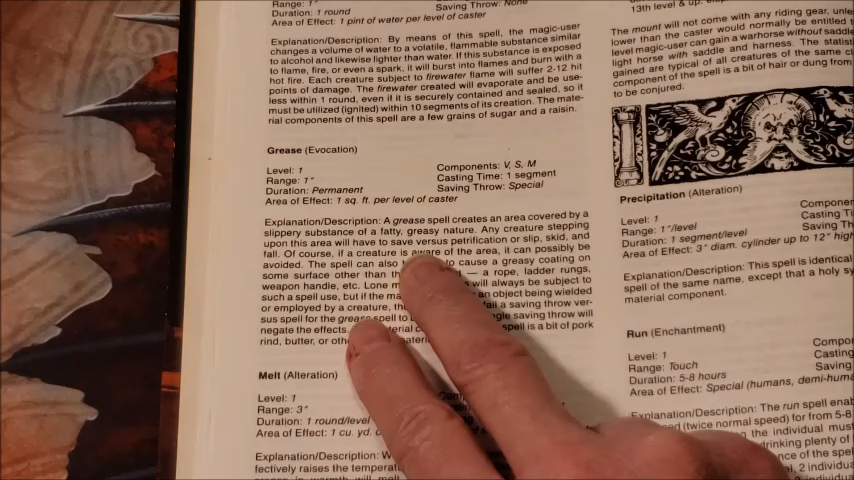 Range: 1"
Duration: 1 round
Saving Throw: None
Area of Effect: 1 pint of water per level of caster
Explanation/Description: By means of this spell, the magic-user
changes a volume of water to a volatile, flammable substance similar
to alcohol and likewise lighter than water. If this substance is exposed
to flame, fire, or even a spark, it will burst into flames and burn with a
hot fire. Each creature subject to firewater flame will suffer 2-12 hit
points of damage. The firewater created will evaporate and be use-
less within 1 round, even if it is securely contained and sealed, so it
must be utilized (ignited) within 10 segments of its creation. The mate-
rial components of this spell are a few grains of sugar and a raisin.
Grease (Evocation)
Level: 1
Components: V, S, M
Range: 1"
Casting Time: 1 segment
Duration: Permanent
Saving Throw: Special
Area of Effect: 1 sq. ft. per level of caster
Explanation/Description: A grease spell creates an area covered by a
slippery substance of a fatty, greasy nature. Any creature stepping
upon this area will have to save versus petrification or slip, skid, and
fall. Of course, if a creature is aware of the area, it can possibly be
avoided. The spell can also to cause a greasy coating on
some surface other than — a rope, ladder rungs,
weapon handle, etc. Lone will always be subject to
such a spell use, but if the an object being wielded
or employed by a creature, a saving throw ver-
sus spell for the grease spell to saving throw will
negate the effects. spell is a bit of pork
rind, butter, or
Melt (Alteration)
Level: 1
Range: 3"
Duration: 1 round/level
Area of Effect: 1 cu. yd.
Explanation/Description:
fectively raises the
13th level & up:
The mount will not come with any riding gear,
lower than the caster would normally be entitled
level magic-user can gain a warhorse without saddle
light horse with saddle and harness. The
gained are typical of all creatures of the same
component of the spell is a bit of hair or dung from
to be conjured.
Precipitation (Alteration)
Level: 1
Range: 1"/level
Duration: 1 segment/level
Casting
Saving
Area of Effect: 3" diam. cylinder up to 12"
Explanation/Description: This spell is identical
spell of the same name, except that a holy
material component.
Run (Enchantment)
Level: 1
Range: Touch
Casting
Duration: 5-8 hours
Saving
Area of Effect: Special (humans,
Explanation/Description: The run spell
(twice normal speed) for from 5-8
the individual must
drinking plenty of
of the spell
2 individuals